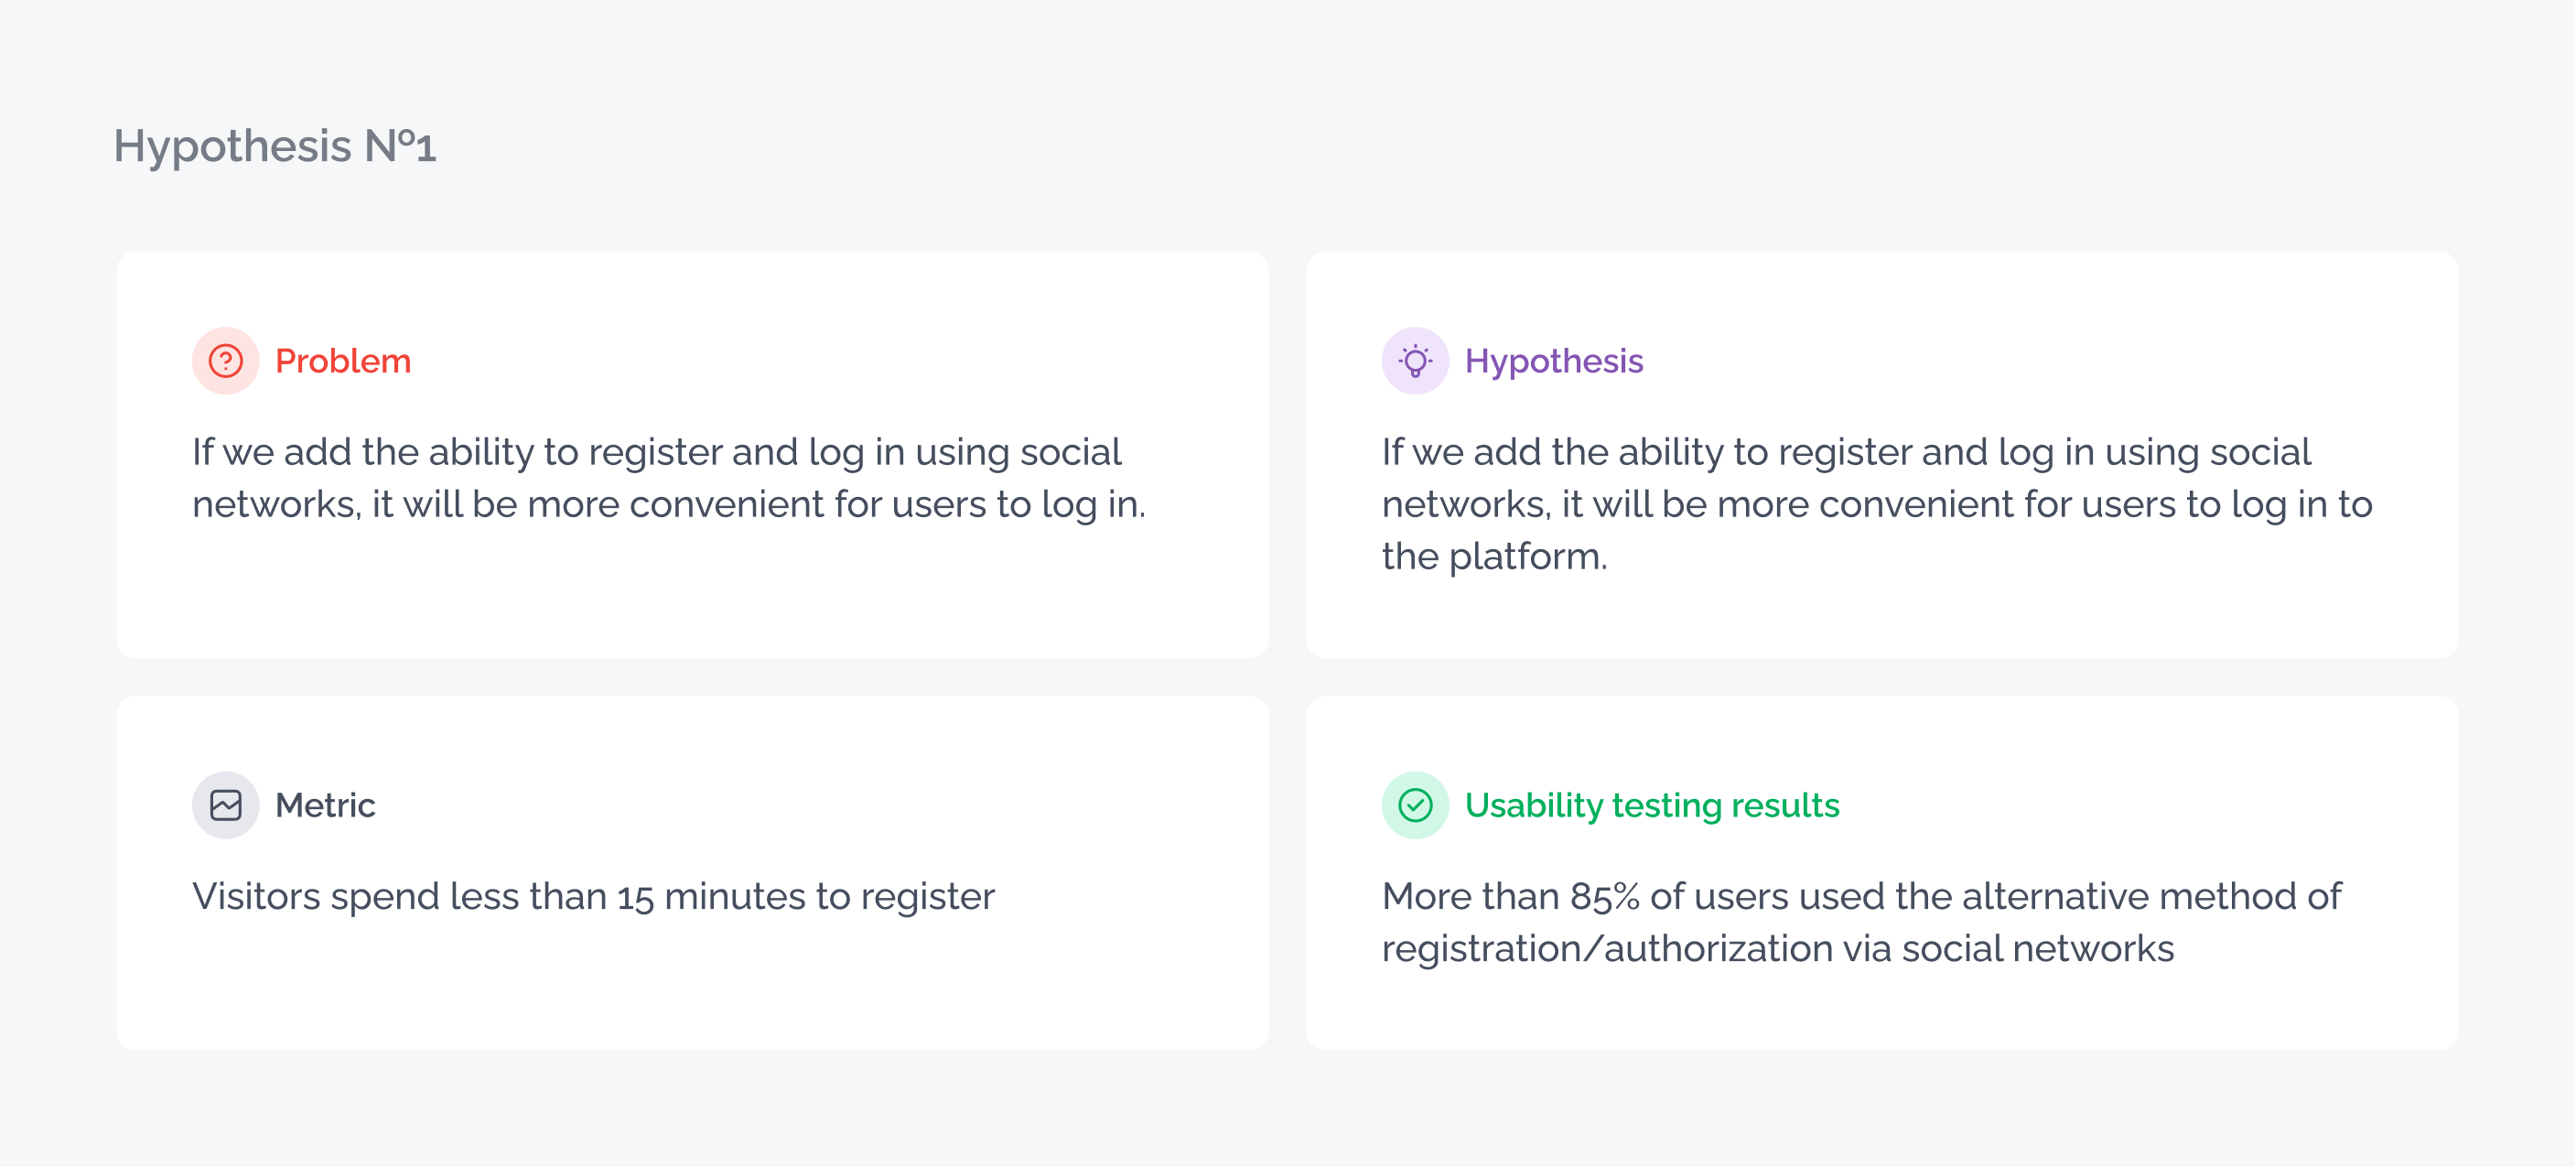 Hypothesis Nº1
Problem
If we add the ability to register and log in using social
networks, it will be more convenient for users to log in.
Hypothesis
If we add the ability to register and log in using social
networks, it will be more convenient for users to log in to
the platform.
Metric
Visitors spend less than 15 minutes to register
Usability testing results
More than 85% of users used the alternative method of
registration/authorization via social networks